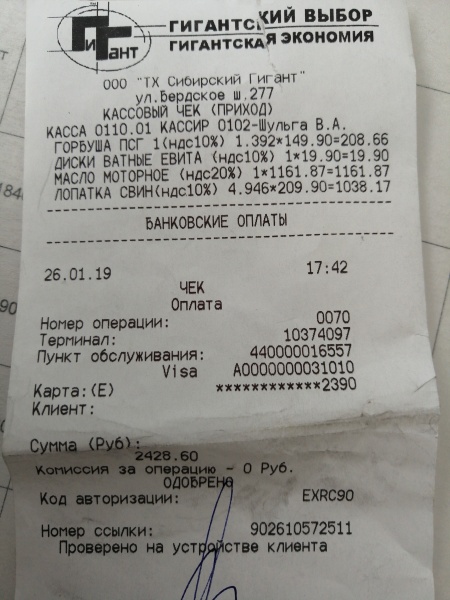 ГИГАНТ
ГИГАНТСКИЙ ВЫБОР
ГИГАНТСКАЯ ЭКОНОМИЯ
ООО "ТХ Сибирский Гигант"
ул.Бердское ш.277
КАССОВЫЙ ЧЕК (ПРИХОД)
КАССА 0110.01 КАССИР 0102-Шульга В.А.
ГОРБУША ПСГ 1(ндс10%) 1.392*149.90=208.66
ДИСКИ ВАТНЫЕ ЕВИТА (ндс10%) 1*19.90=19.90
МАСЛО МОТОРНОЕ (ндс20%) 1*1161.87=1161.87
ЛОПАТКА СВИН(ндс10%) 4.946*209.90=1038.17
БАНКОВСКИЕ ОПЛАТЫ
26.01.19 17:42
ЧЕК
Оплата
Номер операции: 0070
Терминал: 10374097
Пункт обслуживания: 440000016557
Visa A0000000031010
Карта:(E) ************2390
Клиент:
Сумма (Руб):
2428.60
Комиссия за операцию - 0 Руб.
ОДОБРЕНО
Код авторизации: EXRC90
Номер ссылки: 902610572511
Проверено на устройстве клиента